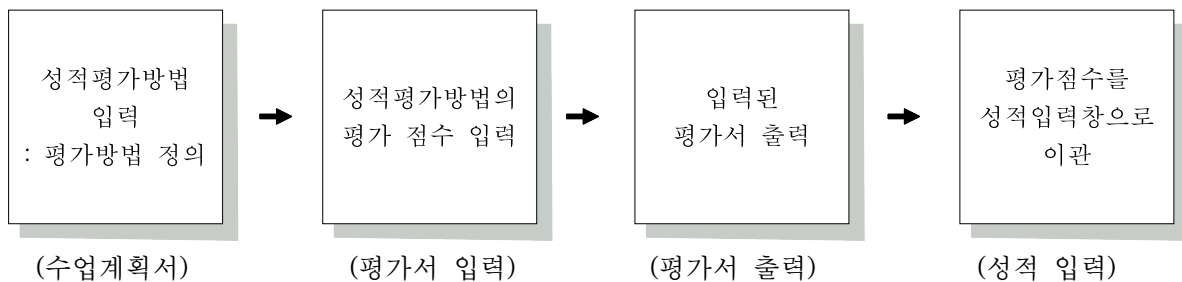 성적평가방법
입력
: 평가방법 정의
성적평가방법의
평가 점수 입력
입력된
평가서 출력
평가점수를
성적입력창으로
이관
(수업계획서)
(평가서 입력)
(평가서 출력)
(성적 입력)